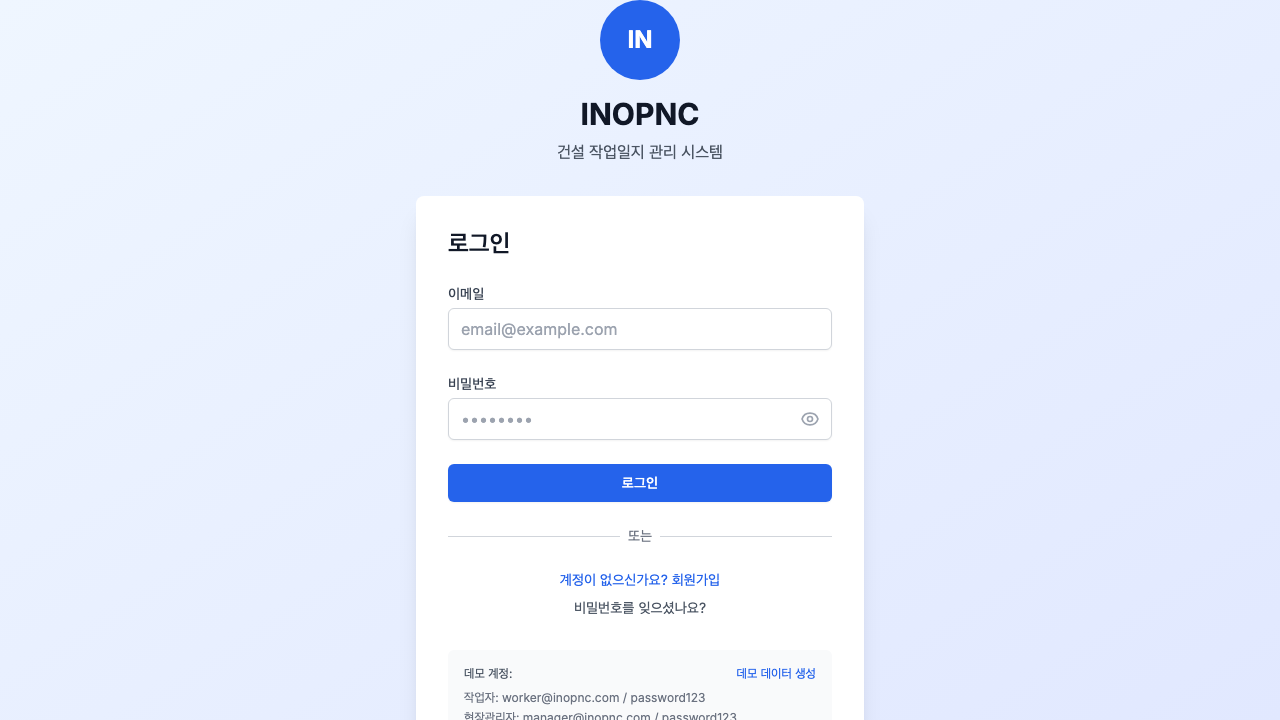 IN
INOPNC
건설 작업일지 관리 시스템
로그인
이메일
email@example.com
비밀번호
••••••••
로그인
또는
계정이 없으신가요? 회원가입
비밀번호를 잊으셨나요?
데모 계정: 데모 데이터 생성
작업자: worker@inopnc.com / password123
현장관리자: manager@inopnc.com / password123